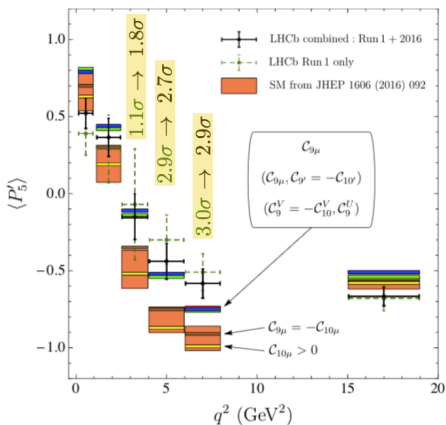 LHCb combined : Run 1 + 2016
LHCb Run 1 only
SM from JHEP 1606 (2016) 092
1.1σ → 1.8σ
2.9σ → 2.7σ
3.0σ → 2.9σ
𝒞₉μ
(𝒞₉μ, 𝒞₉′ = −𝒞₁₀′)
(𝒞₉ⱽ = −𝒞₁₀ⱽ, 𝒞₉ᵁ)
𝒞₉μ = −𝒞₁₀μ
𝒞₁₀μ > 0
⟨P₅′⟩
1.0
0.5
0.0
−0.5
−1.0
0 5 10 15 20
q² (GeV²)